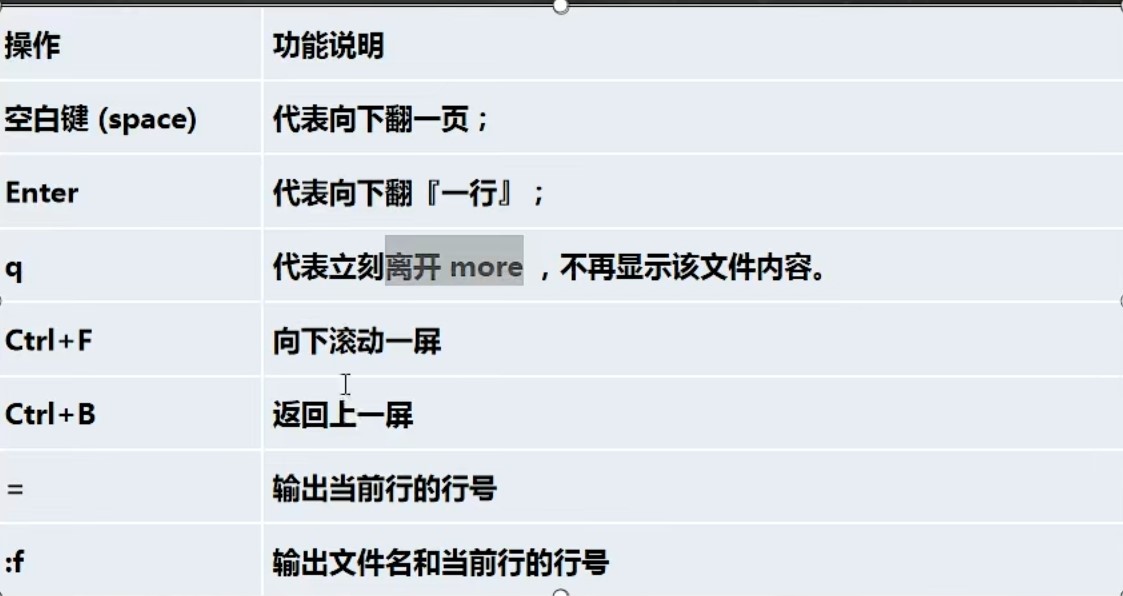 操作 功能说明
空白键 (space) 代表向下翻一页；
Enter 代表向下翻『一行』；
q 代表立刻离开 more ，不再显示该文件内容。
Ctrl+F 向下滚动一屏
Ctrl+B 返回上一屏
= 输出当前行的行号
:f 输出文件名和当前行的行号